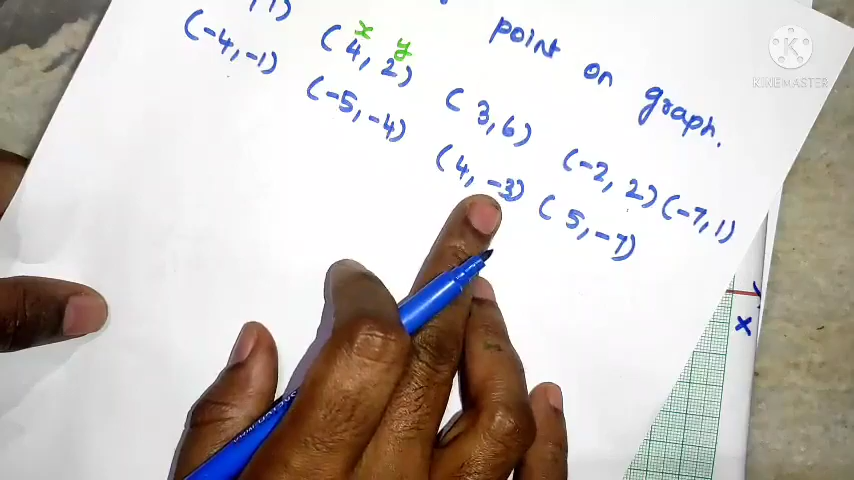 point on graph.
x y
(4, 2) (3,6) (-2, 2) (-7,1)
(-4,-1) (-5,-4) (4, -3) (5,-7)
x
KINEMASTER